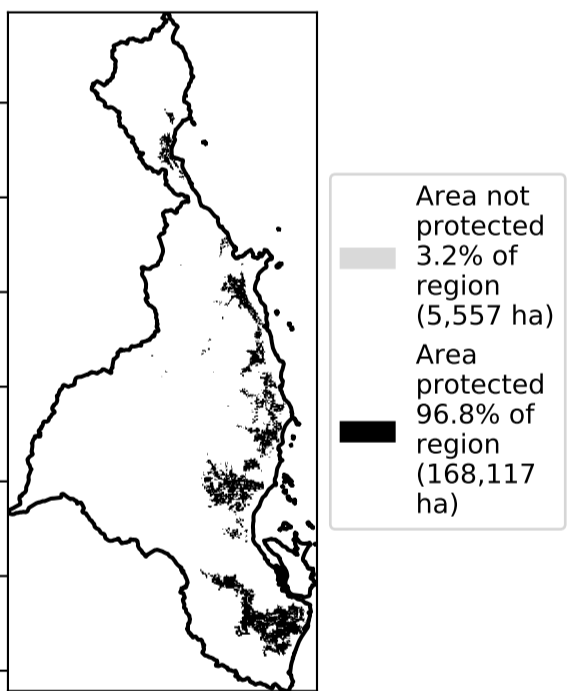 Area not
protected
3.2% of
region
(5,557 ha)
Area
protected
96.8% of
region
(168,117
ha)